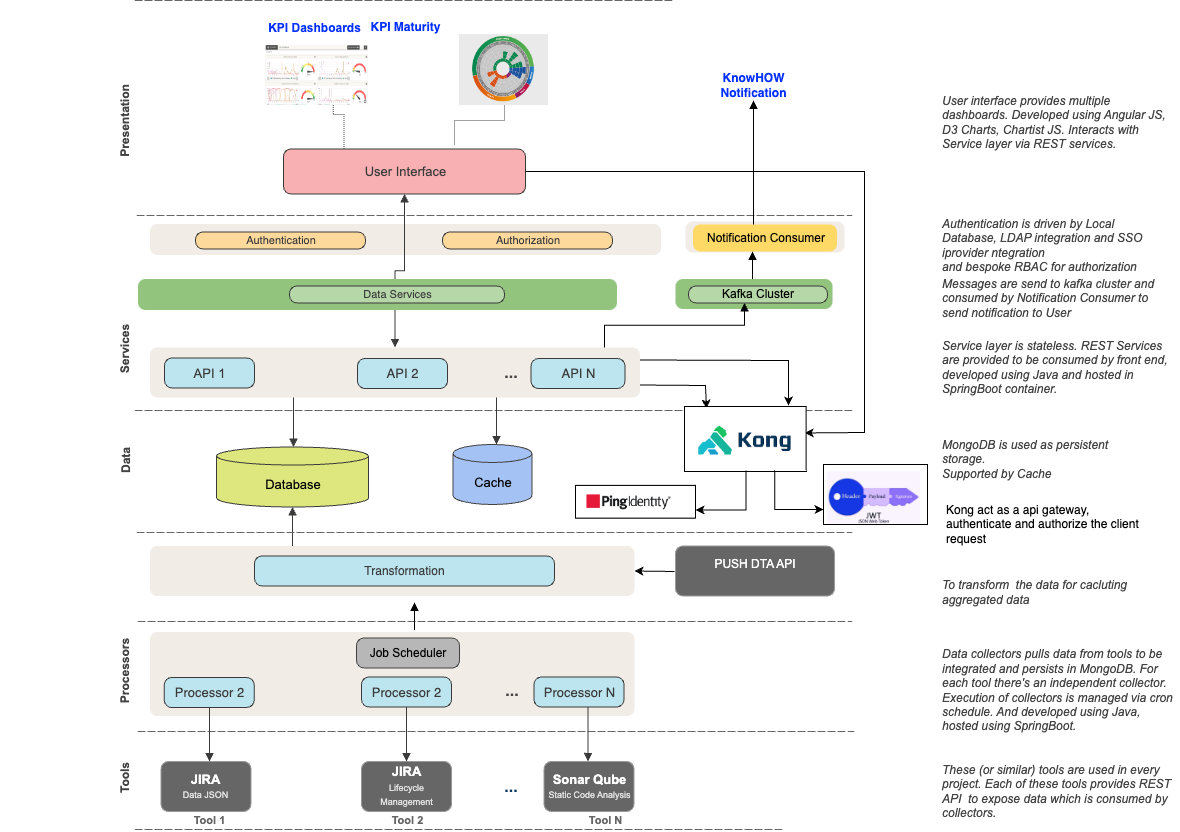 KPI Dashboards
KPI Maturity
KnowHOW
Notification
Presentation
User interface provides multiple
dashboards. Developed using Angular JS,
D3 Charts, Chartist JS. Interacts with
Service layer via REST services.
User Interface
Authentication
Authorization
Notification Consumer
Authentication is driven by Local
Database, LDAP integration and SSO
iprovider ntegration
and bespoke RBAC for authorization
Messages are send to kafka cluster and
consumed by Notification Consumer to
send notification to User
Data Services
Kafka Cluster
Services
Service layer is stateless. REST Services
are provided to be consumed by front end,
developed using Java and hosted in
SpringBoot container.
API 1
API 2
...
API N
Data
Kong
MongoDB is used as persistent
storage.
Supported by Cache
Database
Cache
PingIdentity
Header
Payload
Signature
JWT
JSON Web Token
Kong act as a api gateway,
authenticate and authorize the client
request
Transformation
PUSH DTA API
To transform the data for cacluting
aggregated data
Processors
Job Scheduler
Processor 2
Processor 2
...
Processor N
Data collectors pulls data from tools to be
integrated and persists in MongoDB. For
each tool there's an independent collector.
Execution of collectors is managed via cron
schedule. And developed using Java,
hosted using SpringBoot.
Tools
JIRA
Data JSON
Tool 1
JIRA
Lifecycle
Management
Tool 2
...
Sonar Qube
Static Code Analysis
Tool N
These (or similar) tools are used in every
project. Each of these tools provides REST
API to expose data which is consumed by
collectors.